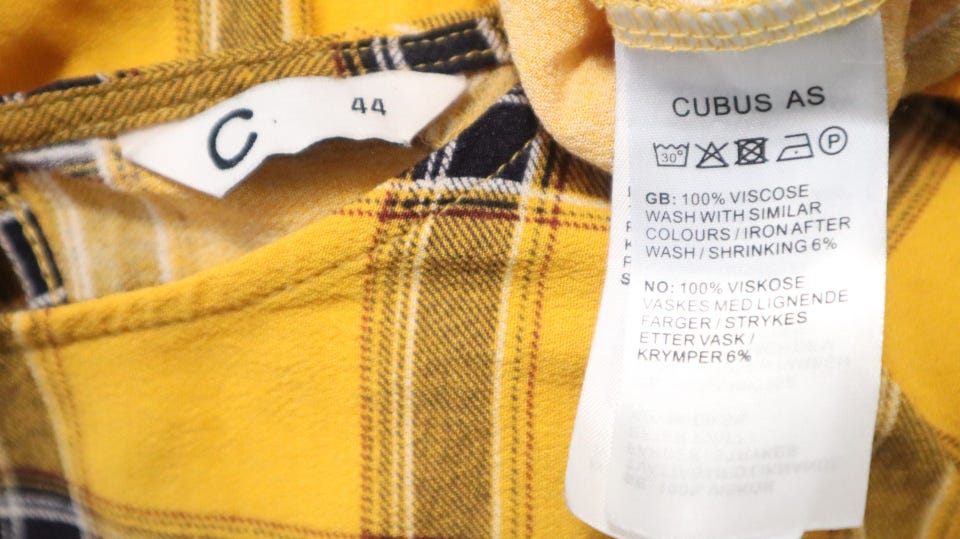 C 44
CUBUS AS
30° P
GB: 100% VISCOSE
WASH WITH SIMILAR
COLOURS / IRON AFTER
WASH / SHRINKING 6%
NO: 100% VISKOSE
VASKES MED LIGNENDE
FARGER / STRYKES
ETTER VASK /
KRYMPER 6%